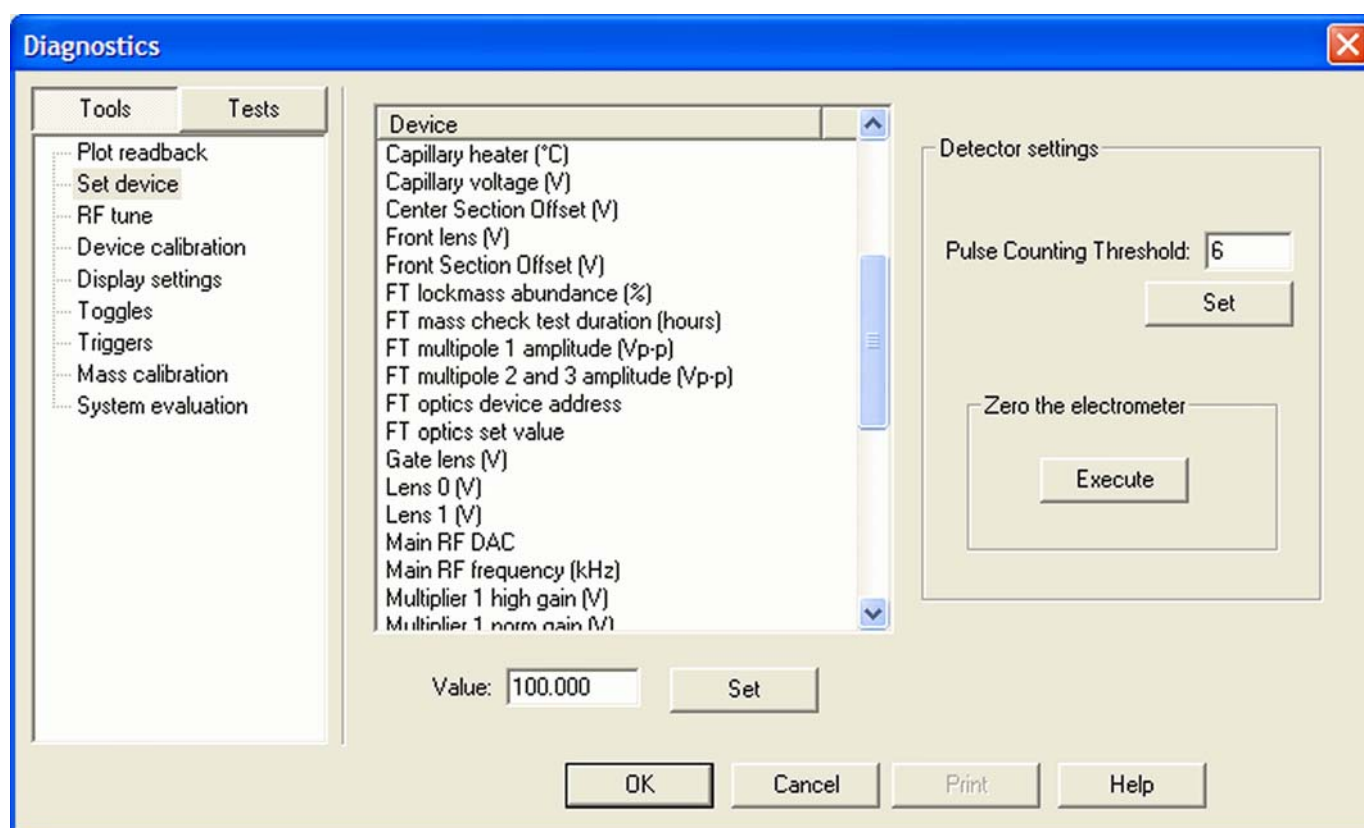 Diagnostics
Tools
Tests
Plot readback
Set device
RF tune
Device calibration
Display settings
Toggles
Triggers
Mass calibration
System evaluation
Device
Capillary heater (°C)
Capillary voltage (V)
Center Section Offset (V)
Front lens (V)
Front Section Offset (V)
FT lockmass abundance (%)
FT mass check test duration (hours)
FT multipole 1 amplitude (Vp-p)
FT multipole 2 and 3 amplitude (Vp-p)
FT optics device address
FT optics set value
Gate lens (V)
Lens 0 (V)
Lens 1 (V)
Main RF DAC
Main RF frequency (kHz)
Multiplier 1 high gain (V)
Multiplier 1 norm gain (V)
Value: 100.000
Set
Detector settings
Pulse Counting Threshold: 6
Set
Zero the electrometer
Execute
OK
Cancel
Print
Help